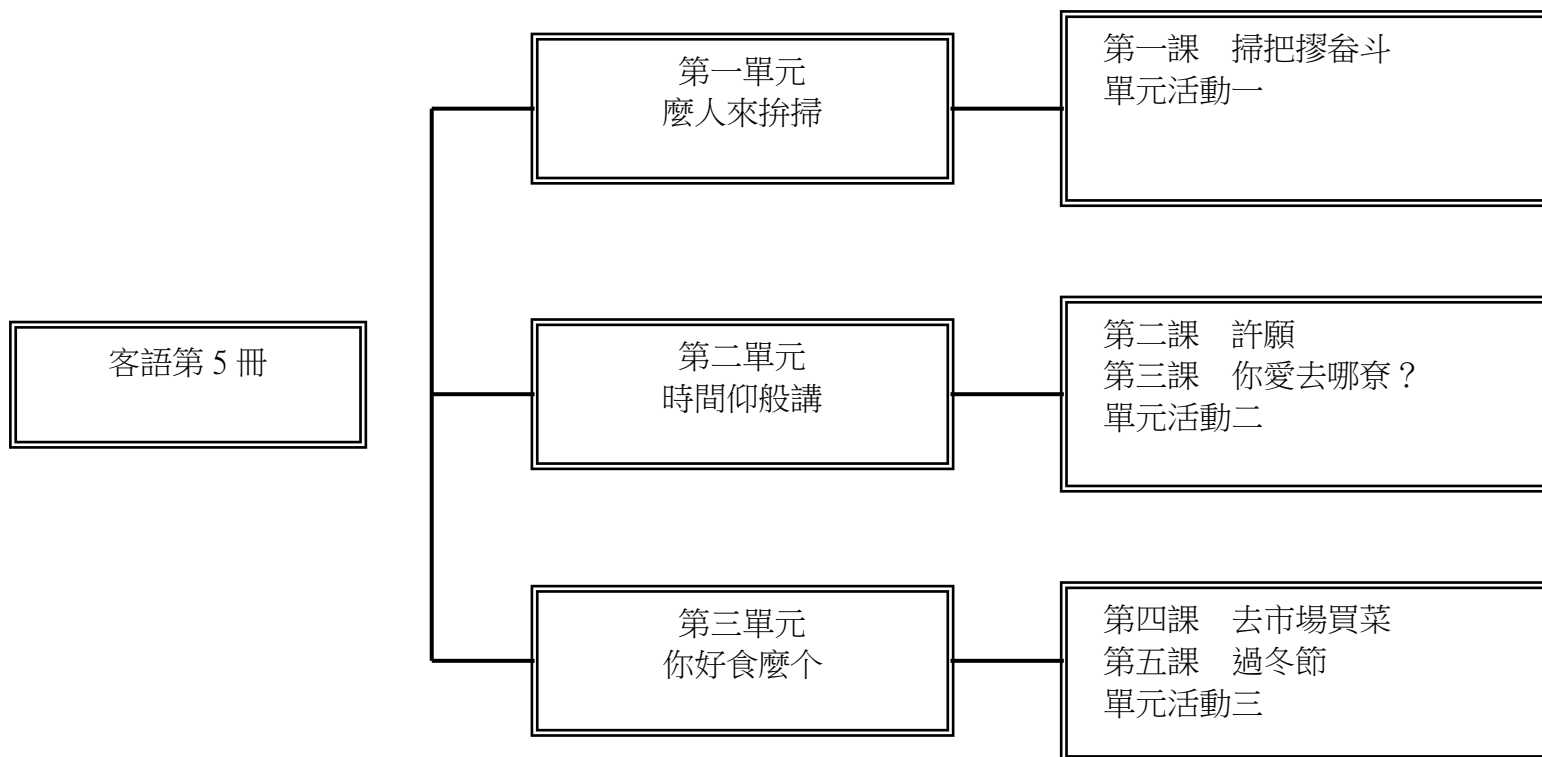 客語第 5 冊
第一單元
麼人來拚掃
第一課　掃把摎畚斗
單元活動一
第二單元
時間仰般講
第二課　許願
第三課　你愛去哪尞？
單元活動二
第三單元
你好食麼个
第四課　去市場買菜
第五課　過冬節
單元活動三